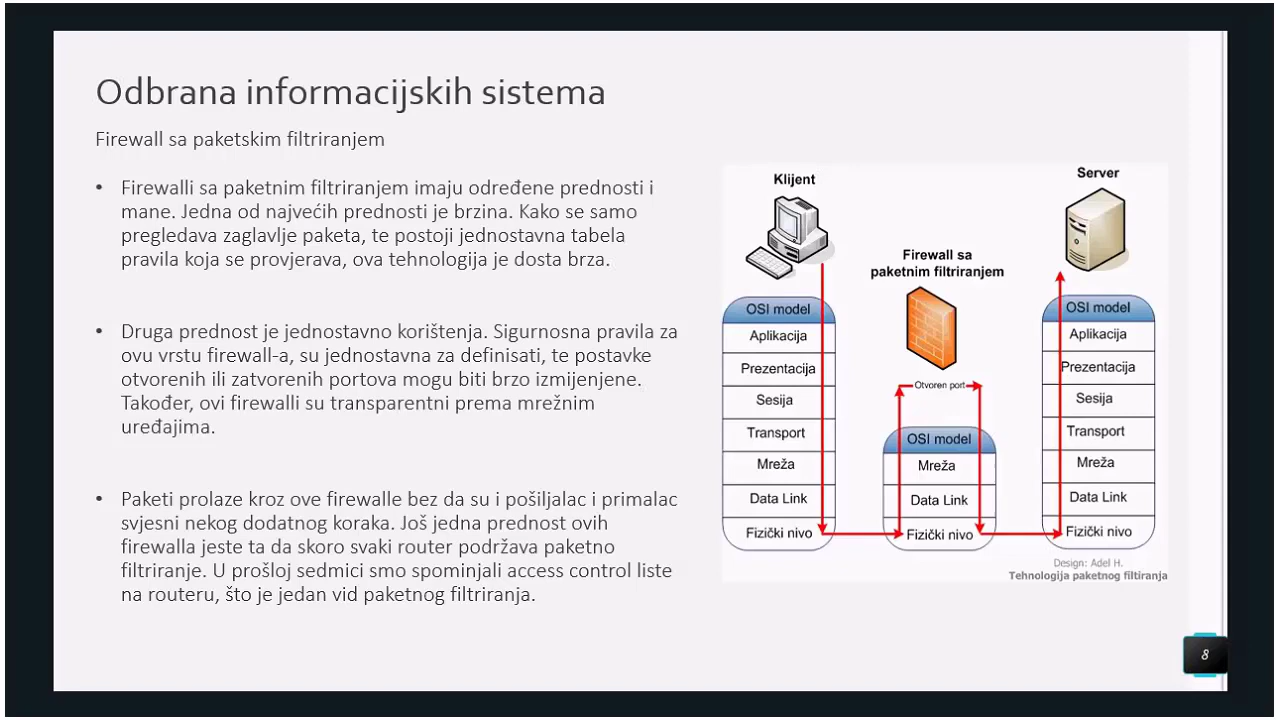 Odbrana informacijskih sistema
Firewall sa paketskim filtriranjem
• Firewalli sa paketnim filtriranjem imaju određene prednosti i
mane. Jedna od najvećih prednosti je brzina. Kako se samo
pregledava zaglavlje paketa, te postoji jednostavna tabela
pravila koja se provjerava, ova tehnologija je dosta brza.
• Druga prednost je jednostavno korištenja. Sigurnosna pravila za
ovu vrstu firewall-a, su jednostavna za definisati, te postavke
otvorenih ili zatvorenih portova mogu biti brzo izmijenjene.
Također, ovi firewalli su transparentni prema mrežnim
uređajima.
• Paketi prolaze kroz ove firewalle bez da su i pošiljalac i primalac
svjesni nekog dodatnog koraka. Još jedna prednost ovih
firewalla jeste ta da skoro svaki router podržava paketno
filtriranje. U prošloj sedmici smo spominjali access control liste
na routeru, što je jedan vid paketnog filtriranja.
Klijent
OSI model
Aplikacija
Prezentacija
Sesija
Transport
Mreža
Data Link
Fizički nivo
Firewall sa
paketnim filtriranjem
Otvoren port
OSI model
Mreža
Data Link
Fizički nivo
Server
OSI model
Aplikacija
Prezentacija
Sesija
Transport
Mreža
Data Link
Fizički nivo
Design: Adel H.
Tehnologija paketnog filtiranja
8